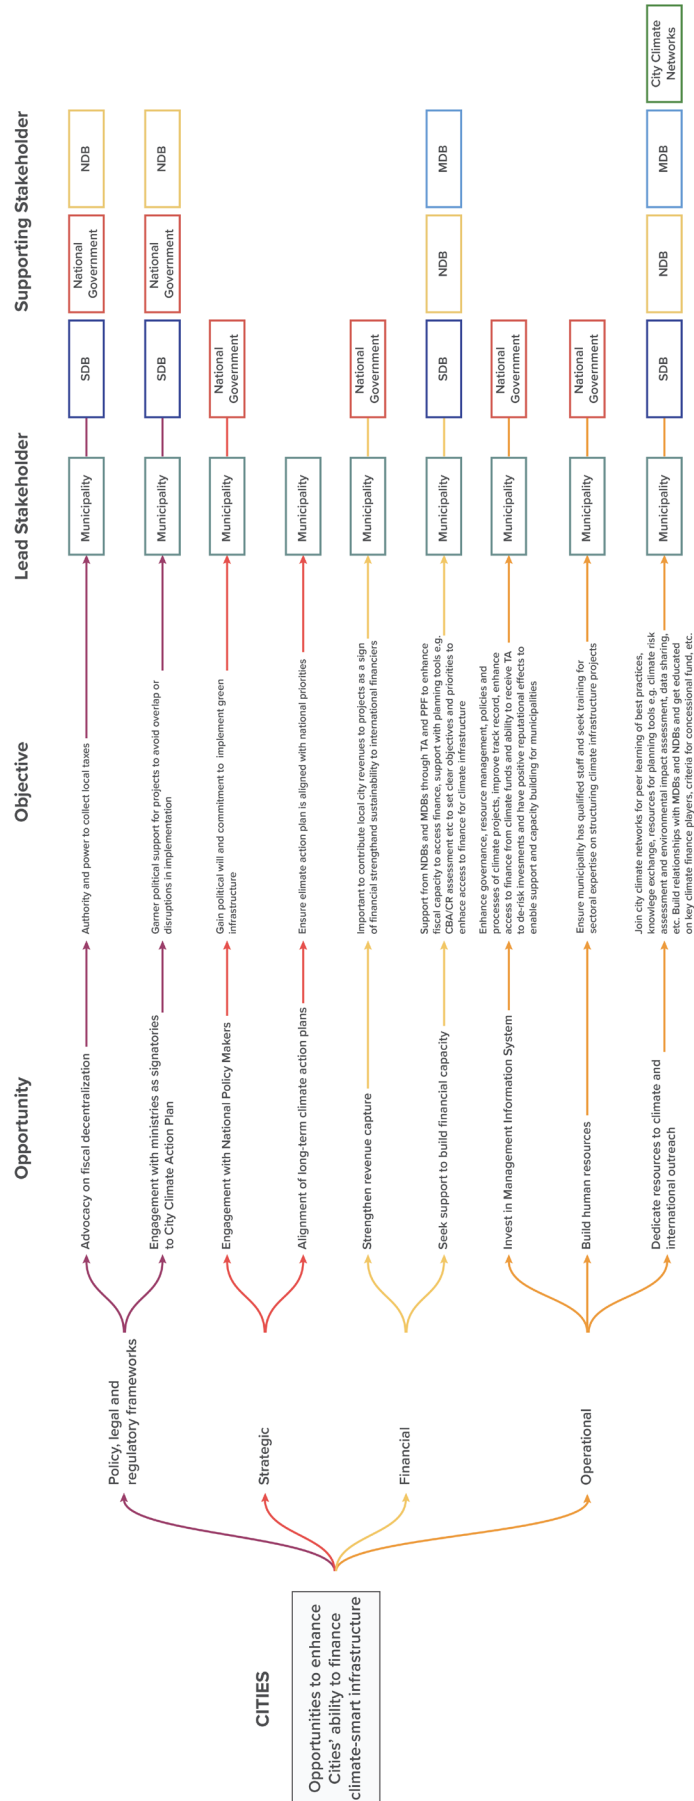 CITIES
Opportunities to enhance
Cities' ability to finance
climate-smart infrastructure
Opportunity
Objective
Lead Stakeholder
Supporting Stakeholder
Policy, legal and
regulatory frameworks
Advocacy on fiscal decentralization
Authority and power to collect local taxes
Municipality
SDB
National
Government
NDB
Engagement with ministries as signatories
to City Climate Action Plan
Garner political support for projects to avoid overlap or
disruptions in implementation
Municipality
SDB
National
Government
NDB
Strategic
Engagement with National Policy Makers
Gain political will and commitment to implement green
infrastructure
Municipality
National
Government
Alignment of long-term climate action plans
Ensure elimate action plan is aligned with national priorities
Municipality
Financial
Strengthen revenue capture
Important to contribute local city revenues to projects as a sign
of financial strengthand sustainability to international financiers
Municipality
National
Government
Seek support to build financial capacity
Support from NDBs and MDBs through TA and PPF to enhance
fiscal capacity to access finance, support with planning tools e.g.
CBA/CR assessment etc to set clear objectives and priorities to
enhace access to finance for climate infrastructure
Municipality
SDB
NDB
MDB
Operational
Invest in Management Information System
Enhance governance, resource management, policies and
processes of climate projects, improve track record, enhance
access to finance from climate funds and ability to receive TA
to de-risk invesments and have positive reputational effects to
enable support and capacity building for municipalities
Municipality
National
Government
Build human resources
Ensure municipality has qualified staff and seek training for
sectoral expertise on structuring climate infrastructure projects
Municipality
National
Government
Dedicate resources to climate and
international outreach
Join city climate networks for peer learning of best practices,
knowlege exchange, resources for planning tools e.g. climate risk
assessment and environmental impact assessment, data sharing,
etc. Build relationships with MDBs and NDBs and get educated
on key climate finance players, criteria for concessional fund, etc.
Municipality
SDB
NDB
MDB
City Climate
Networks